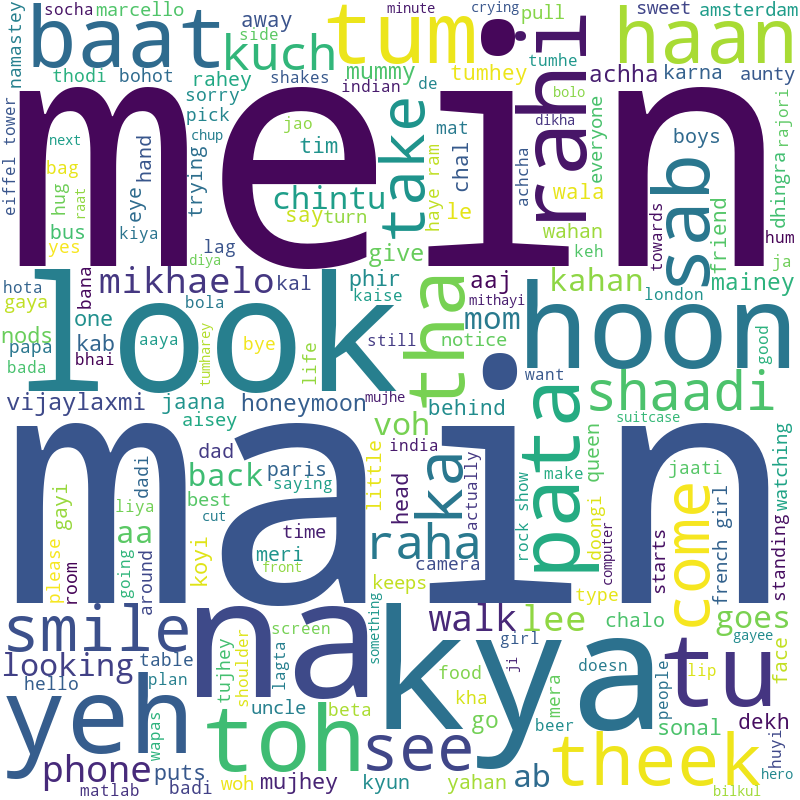 socha marcello away side minute crying pull sweet amsterdam
namastey baat kuch tum rahi haan
thodi bohot rahey shakes mummy tumhey tumhe achha karna aunty
sorry indian de bolo
eiffel tower mein next chup pick jao tim take mat dikha boys rajori
bag hand trying everyone sab
hug eye chintu haye ram chal achcha wala friend dhingra
yes bus raat kiya say turn le wahan towards hum
lag diya give keh ja
hota bana mikhaelo kal phir aaj kahan mainey
gaya look bola kaise tha mom mithayi hoon london
nods one
papa kab aaya tumharey bye life still notice good
bada bhai want
vijaylaxmi jaana honeymoon mujhe behind pata shaadi
aisey voh suitcase
main dad paris little india ka make queen watching
dadi back saying head actually rock show jaati
gayi best doongi come
please aa liya cut time raha computer french girl
room around going meri koyi camera starts standing
front keeps type
smile na something walk lee chalo goes
screen girl gayee
looking table tujhey shoulder lagta kya doesn tu face
hello plan food ji lip
yeh wapas toh uncle beta kha go mera people dekh
see beer sonal
phone puts woh mujhey kyun yahan ab theek huyi
matlab badi bilkul hero